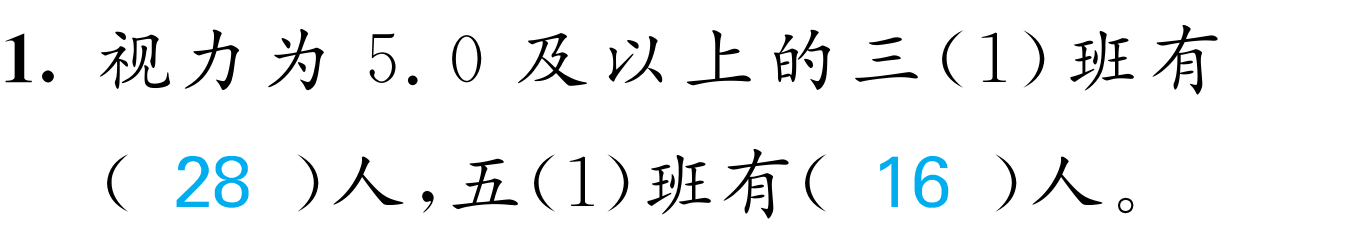 1. 视力为 5.0 及以上的三(1)班有
( 28 )人,五(1)班有( 16 )人。